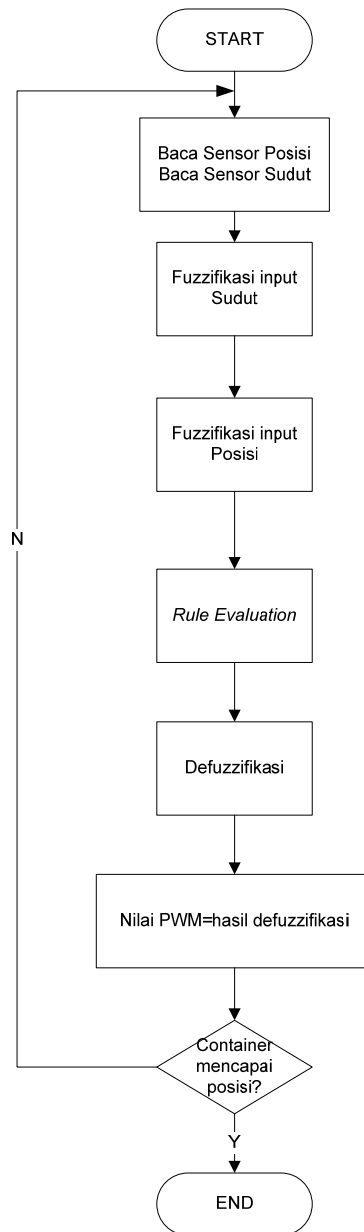 START
Baca Sensor Posisi
Baca Sensor Sudut
Fuzzifikasi input
Sudut
Fuzzifikasi input
Posisi
N
Rule Evaluation
Defuzzifikasi
Nilai PWM=hasil defuzzifikasi
Container
mencapai
posisi?
Y
END